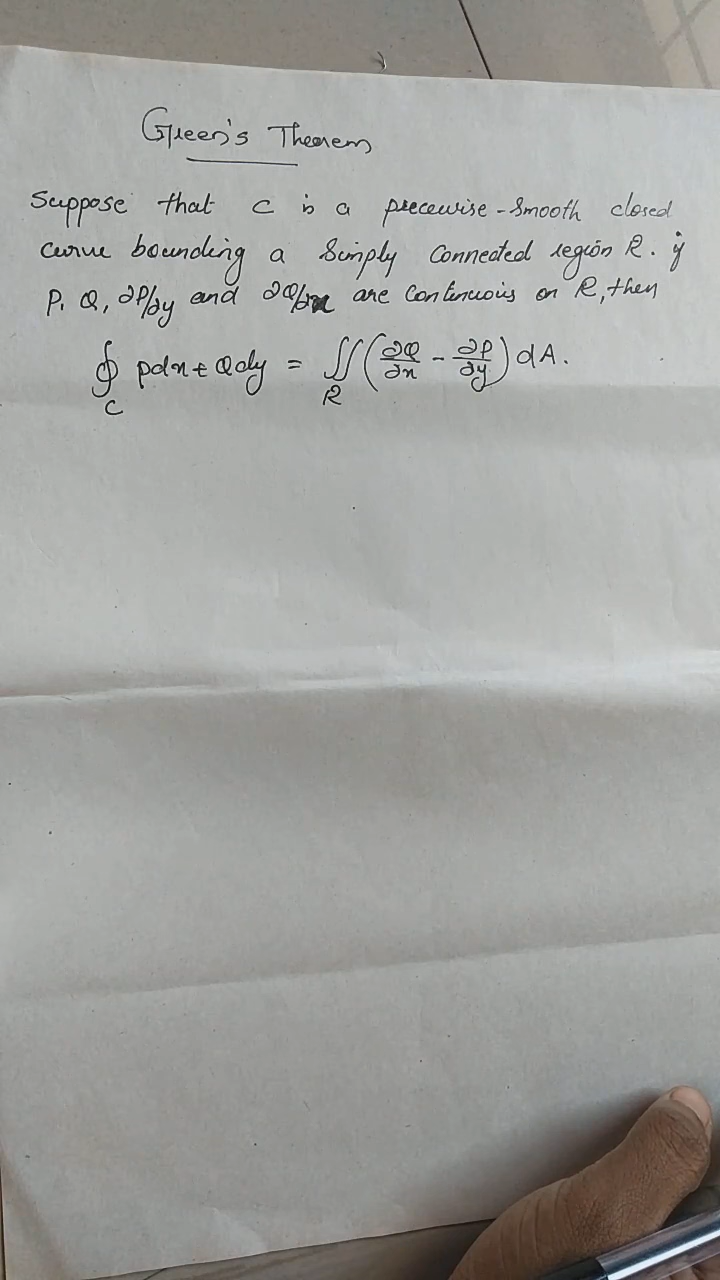 Green's Theorem
Suppose that C is a piecewise-smooth closed
curve bounding a simply connected region R. if
P, Q, ∂P/∂y and ∂Q/∂x are continuous on R, then
∮_C Pdx + Qdy = ∬_R (∂Q/∂x - ∂P/∂y) dA.